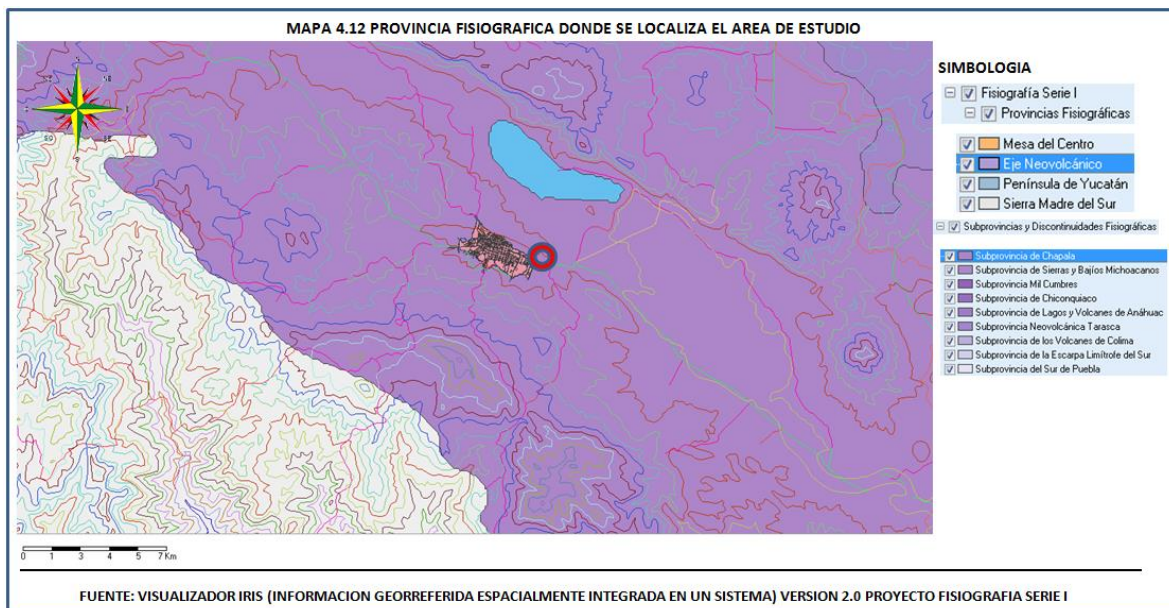 MAPA 4.12 PROVINCIA FISIOGRAFICA DONDE SE LOCALIZA EL AREA DE ESTUDIO
SIMBOLOGIA
Fisiografía Serie I
Provincias Fisiográficas
Mesa del Centro
Eje Neovolcánico
Península de Yucatán
Sierra Madre del Sur
Subprovincias y Discontinuidades Fisiográficas
Subprovincia de Chapala
Subprovincia de Sierras y Bajíos Michoacanos
Subprovincia Mil Cumbres
Subprovincia de Chiconquiaco
Subprovincia de Lagos y Volcanes de Anáhuac
Subprovincia Neovolcánica Tarasca
Subprovincia de los Volcanes de Colima
Subprovincia de la Escarpa Limítrofe del Sur
Subprovincia del Sur de Puebla
0 1 3 4 5 7 Km
FUENTE: VISUALIZADOR IRIS (INFORMACION GEORREFERIDA ESPACIALMENTE INTEGRADA EN UN SISTEMA) VERSION 2.0 PROYECTO FISIOGRAFIA SERIE I